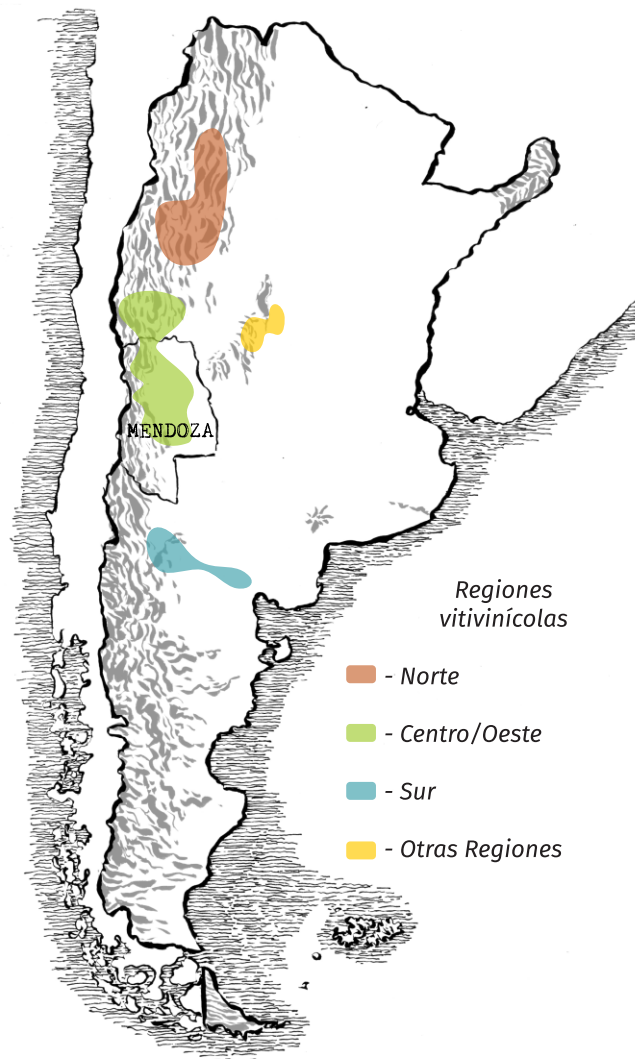 MENDOZA
Regiones
vitivinícolas
- Norte
- Centro/Oeste
- Sur
- Otras Regiones